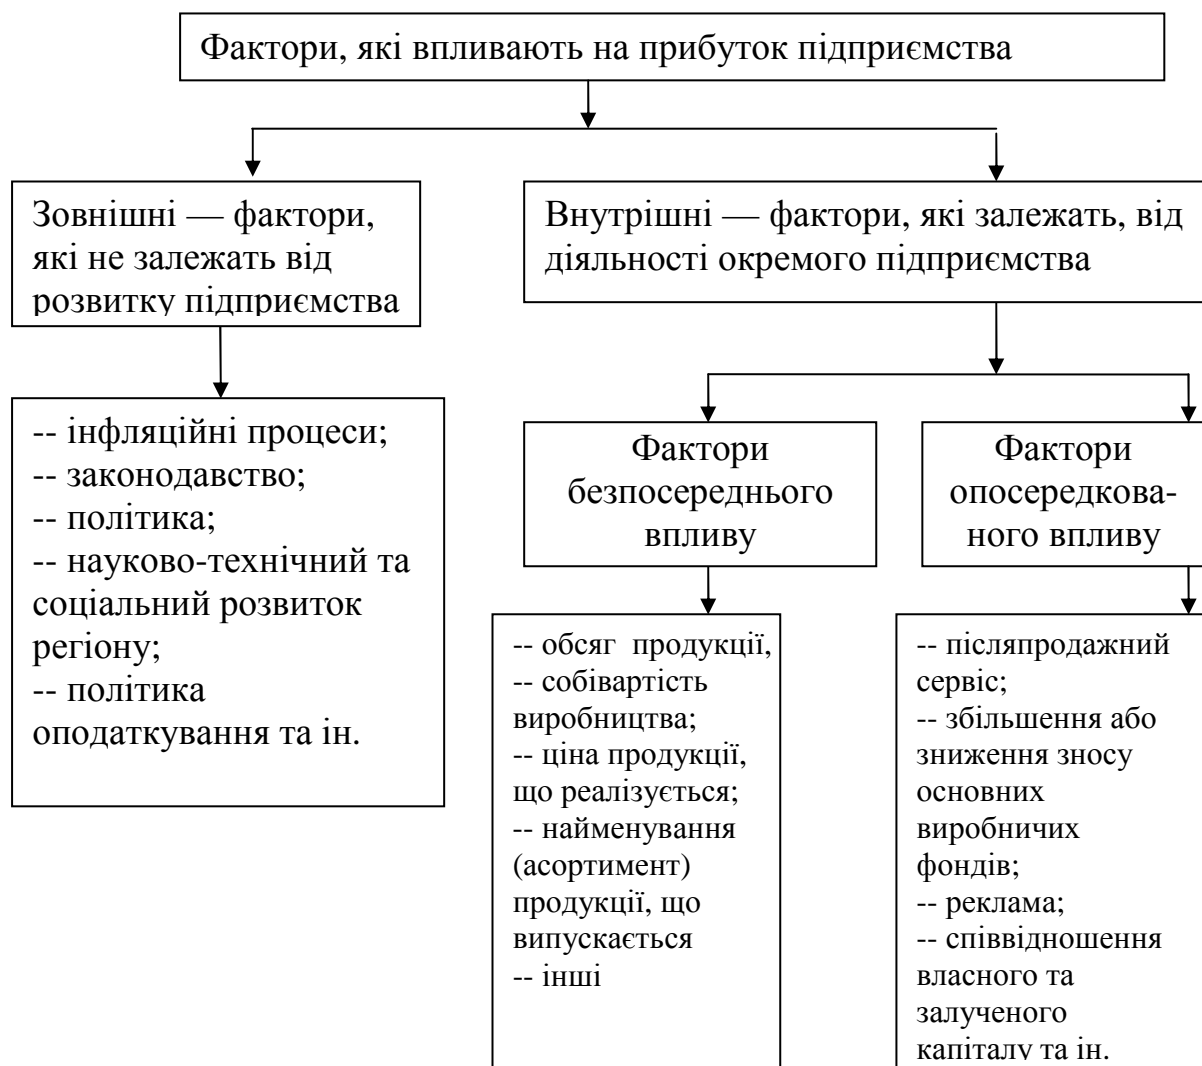 Фактори, які впливають на прибуток підприємства
Зовнішні — фактори,
які не залежать від
розвитку підприємства
Внутрішні — фактори, які залежать, від
діяльності окремого підприємства
-- інфляційні процеси;
-- законодавство;
-- політика;
-- науково-технічний та
соціальний розвиток
регіону;
-- політика
оподаткування та ін.
Фактори
безпосереднього
впливу
Фактори
опосередкова-
ного впливу
-- обсяг продукції,
-- собівартість
виробництва;
-- ціна продукції,
що реалізується;
-- найменування
(асортимент)
продукції, що
випускається
-- інші
-- післяпродажний
сервіс;
-- збільшення або
зниження зносу
основних
виробничих
фондів;
-- реклама;
-- співвідношення
власного та
залученого
капіталу та ін.